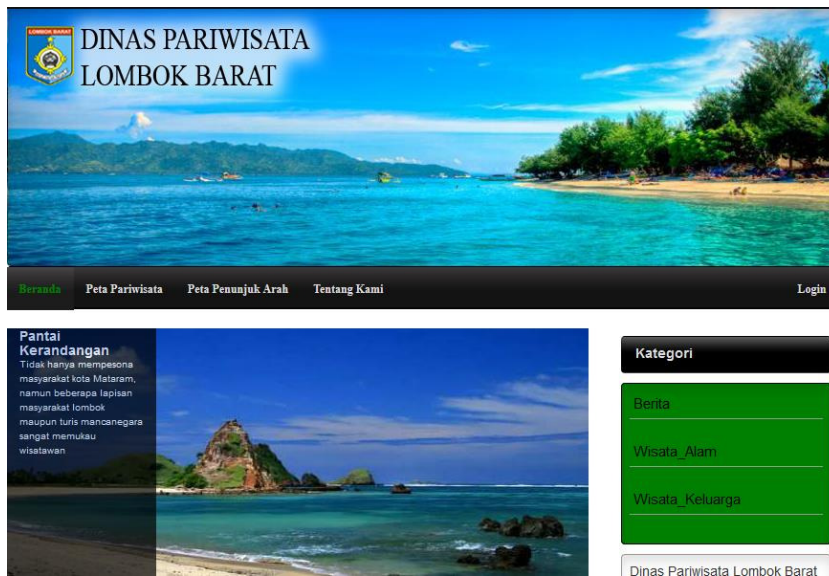 LOMBOK BARAT
DINAS PARIWISATA
LOMBOK BARAT
Beranda
Peta Pariwisata
Peta Penunjuk Arah
Tentang Kami
Login
Pantai
Kerandangan
Tidak hanya mempesona
masyarakat kota Mataram,
namun beberapa lapisan
masyarakat lombok
maupun turis mancanegara
sangat memukau
wisatawan
Kategori
Berita
Wisata_Alam
Wisata_Keluarga
Dinas Pariwisata Lombok Barat